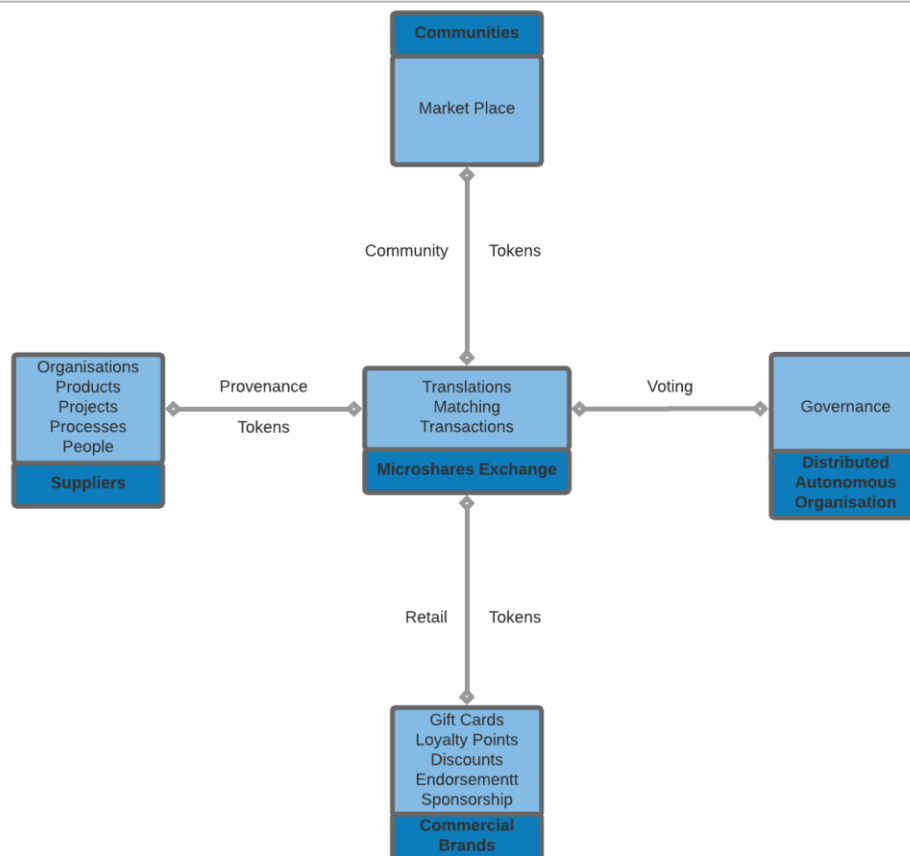 Communities
Market Place
Community Tokens
Organisations
Products
Projects
Processes
People
Suppliers
Provenance
Tokens
Translations
Matching
Transactions
Microshares Exchange
Voting
Governance
Distributed
Autonomous
Organisation
Retail Tokens
Gift Cards
Loyalty Points
Discounts
Endorsementt
Sponsorship
Commercial
Brands